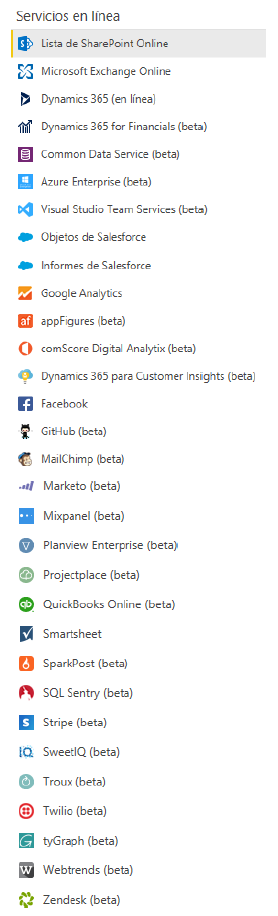 Servicios en línea
Lista de SharePoint Online
Microsoft Exchange Online
Dynamics 365 (en línea)
Dynamics 365 for Financials (beta)
Common Data Service (beta)
Azure Enterprise (beta)
Visual Studio Team Services (beta)
Objetos de Salesforce
Informes de Salesforce
Google Analytics
af appFigures (beta)
comScore Digital Analytix (beta)
Dynamics 365 para Customer Insights (beta)
Facebook
GitHub (beta)
MailChimp (beta)
Marketo (beta)
Mixpanel (beta)
Planview Enterprise (beta)
Projectplace (beta)
qb QuickBooks Online (beta)
Smartsheet
SparkPost (beta)
SQL Sentry (beta)
S Stripe (beta)
IQ SweetIQ (beta)
Troux (beta)
Twilio (beta)
tyGraph (beta)
W Webtrends (beta)
Zendesk (beta)